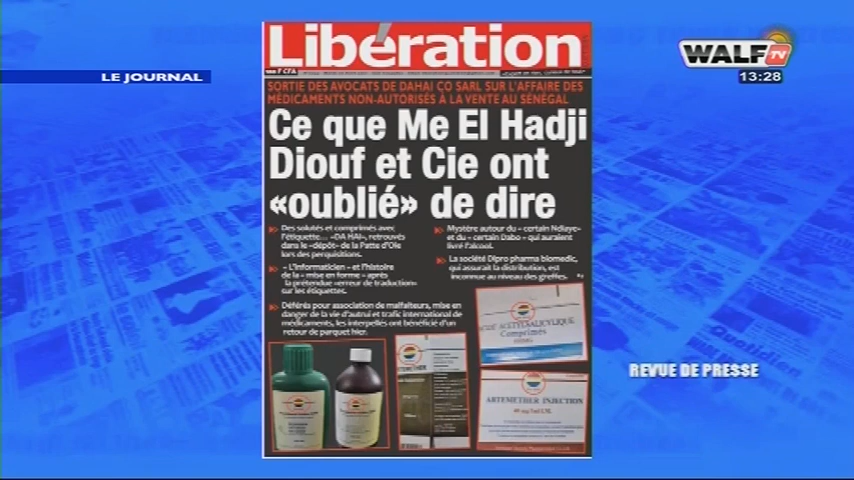 LE JOURNAL
WALF TV
13:28
Libération
100 F CFA
SORTIE DES AVOCATS DE DAHAI CO SARL SUR L'AFFAIRE DES
MÉDICAMENTS NON-AUTORISÉS À LA VENTE AU SÉNÉGAL
Ce que Me El Hadji
Diouf et Cie ont
«oublié» de dire
Des solutés et comprimés avec
l'étiquette... «DA HAI», retrouvés
dans le «dépôt» de la Patte d'Oie
lors des perquisitions.
« L'informaticien » et l'histoire
de la « mise en forme » après
la prétendue «erreur de traduction»
sur les étiquettes.
Déférés pour association de malfaiteurs, mise en
danger de la vie d'autrui et trafic international de
médicaments, les interpellés ont bénéficié d'un
retour de parquet hier.
Mystère autour du « certain Ndiaye»
et du « certain Dabo » qui auraient
livré l'alcool.
La société Dipro pharma biomedic,
qui assurait la distribution, est
inconnue au niveau des greffes.
ACIDE ACETYLSALICYLIQUE
Comprimés
ARTEMETHER INJECTION
REVUE DE PRESSE
Quotidien